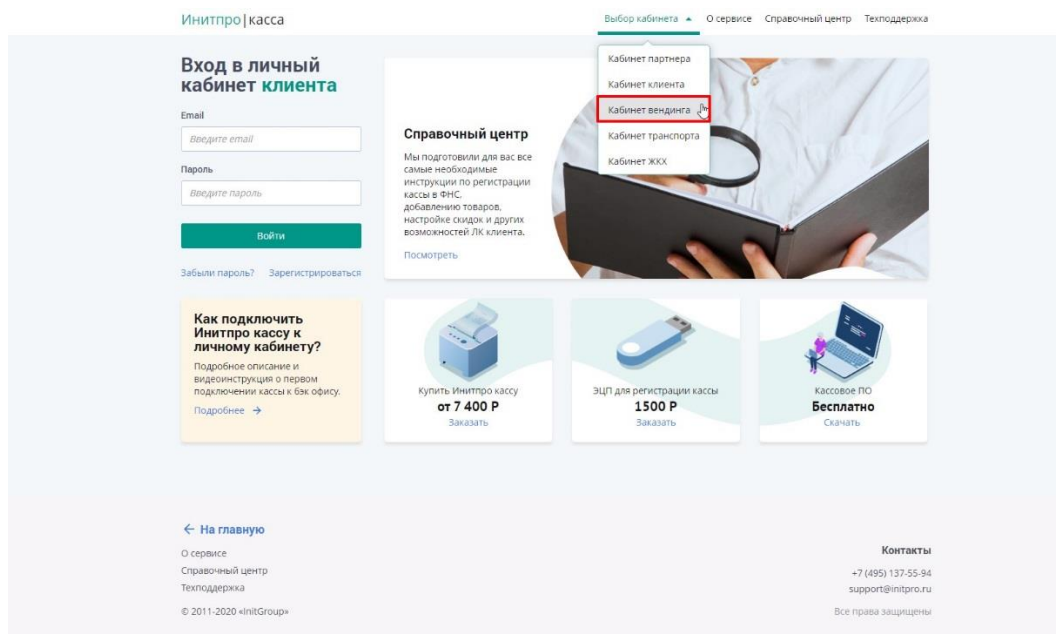 Инитпро|касса
Выбор кабинета О сервисе Справочный центр Техподдержка
Кабинет партнера
Кабинет клиента
Кабинет вендинга
Кабинет транспорта
Кабинет ЖКХ
Вход в личный
кабинет клиента
Email
Введите email
Пароль
Введите пароль
Войти
Забыли пароль? Зарегистрироваться
Справочный центр
Мы подготовили для вас все
самые необходимые
инструкции по регистрации
кассы в ФНС,
добавлению товаров,
настройке скидок и других
возможностей ЛК клиента.
Посмотреть
Как подключить
Инитпро кассу к
личному кабинету?
Подробное описание и
видеоинструкция о первом
подключении кассы к бэк офису.
Подробнее →
Купить Инитпро кассу
от 7 400 Р
Заказать
ЭЦП для регистрации кассы
1500 Р
Заказать
Кассовое ПО
Бесплатно
Скачать
← На главную
О сервисе
Справочный центр
Техподдержка
© 2011-2020 «InitGroup»
Контакты
+7 (495) 137-55-94
support@initpro.ru
Все права защищены